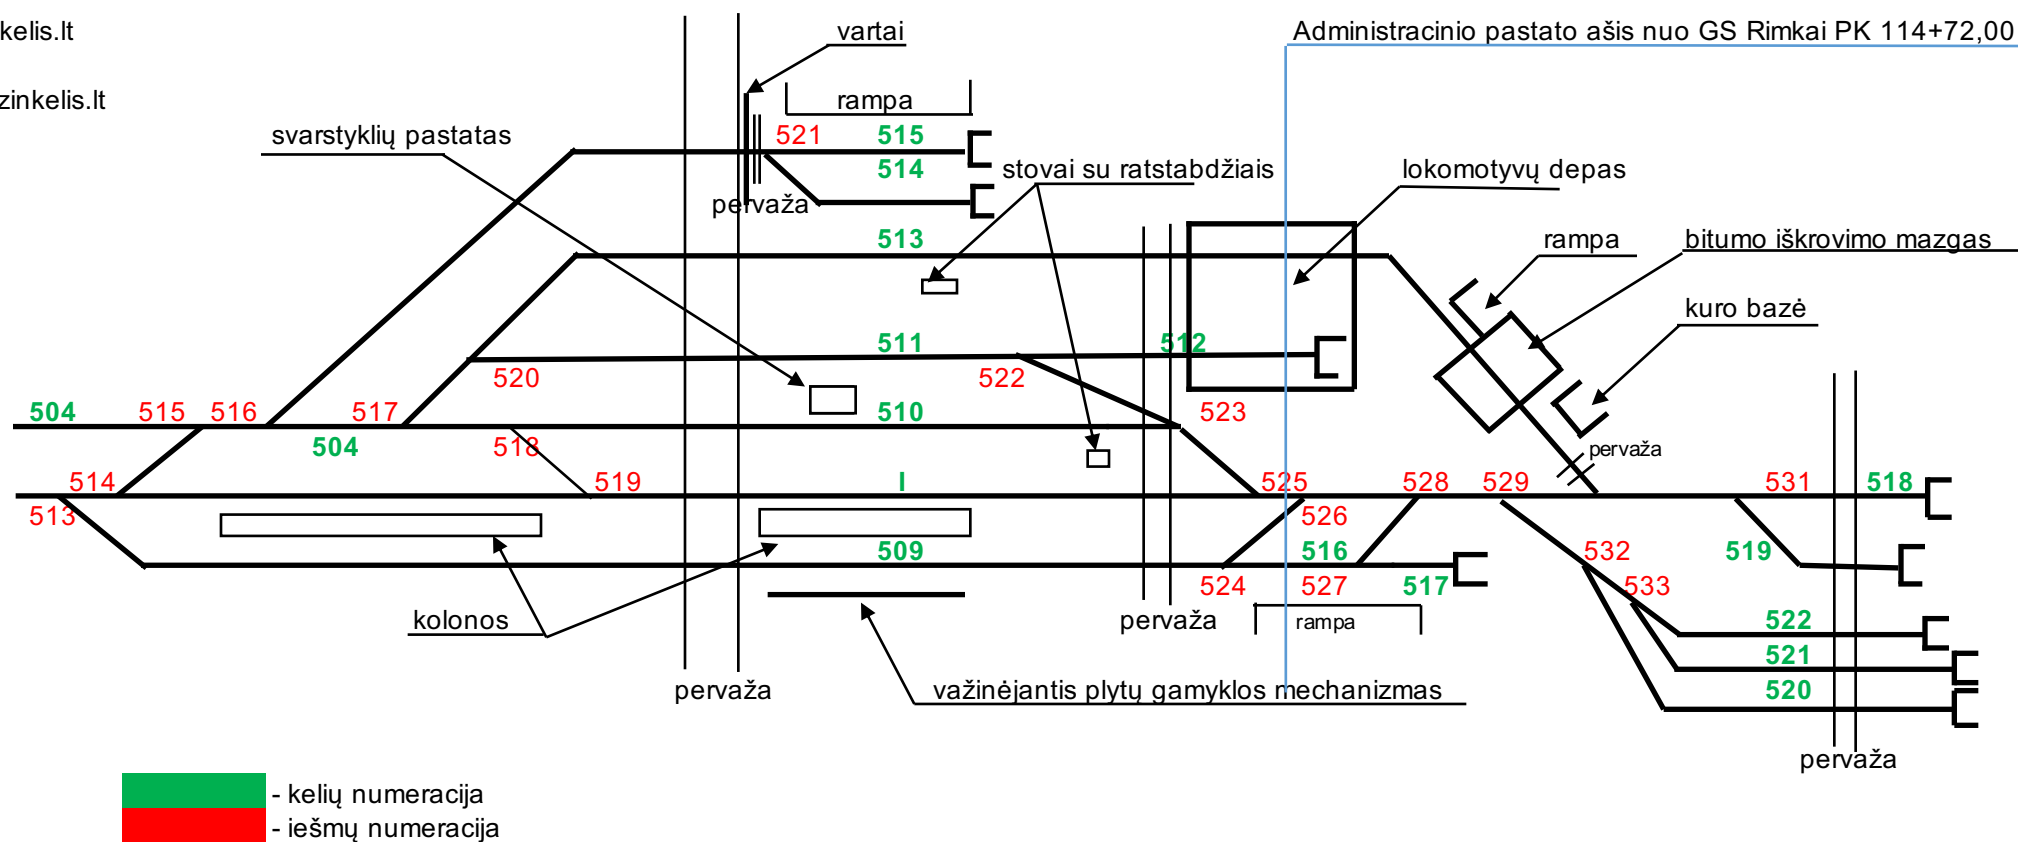 kelis.lt
vartai
Administracinio pastato ašis nuo GS Rimkai PK 114+72,00
zinkelis.lt
rampa
svarstyklių pastatas
521
515
514
stovai su ratstabdžiais
lokomotyvų depas
pervaža
513
rampa
bitumo iškrovimo mazgas
kuro bazė
511
512
520
522
504
515
516
517
510
523
504
518
pervaža
514
519
I
525
528
529
531
518
513
526
509
516
532
519
524
527
517
533
kolonos
pervaža
rampa
522
521
pervaža
važinėjantis plytų gamyklos mechanizmas
520
pervaža
- kelių numeracija
- iešmų numeracija